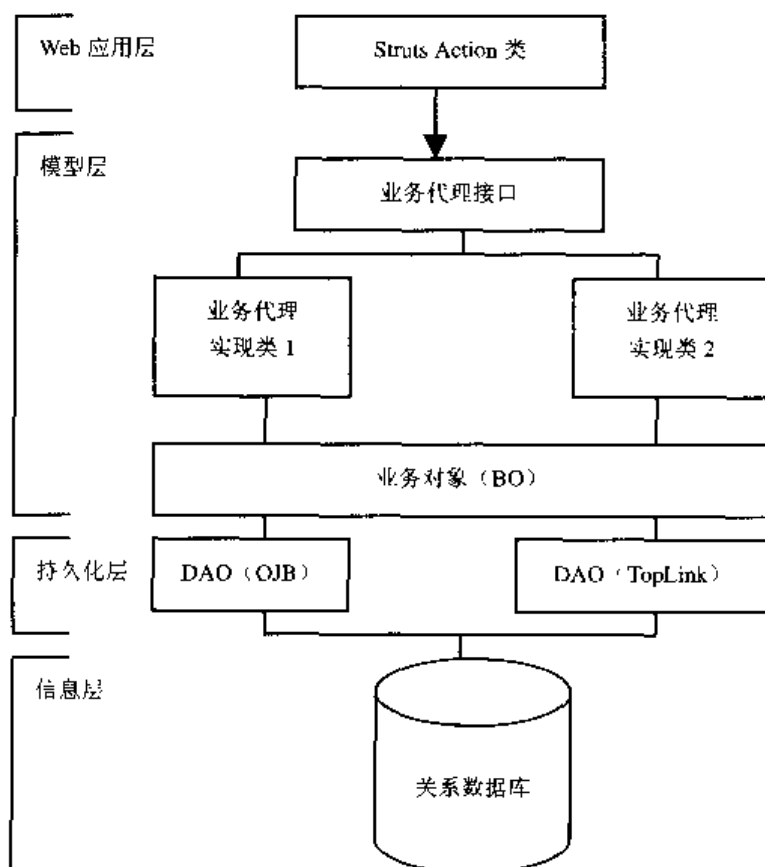 Web 应用层
Struts Action 类
模型层
业务代理接口
业务代理
实现类 1
业务代理
实现类 2
业务对象（BO）
持久化层
DAO（OJB）
DAO（TopLink）
信息层
关系数据库